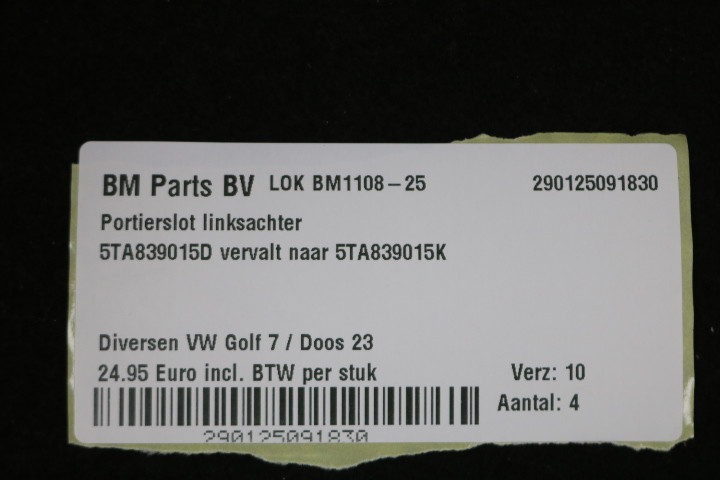 BM Parts BV LOK BM1108-25 290125091830
Portierslot linksachter
5TA839015D vervalt naar 5TA839015K
Diversen VW Golf 7 / Doos 23
24.95 Euro incl. BTW per stuk Verz: 10
Aantal: 4
290125091830